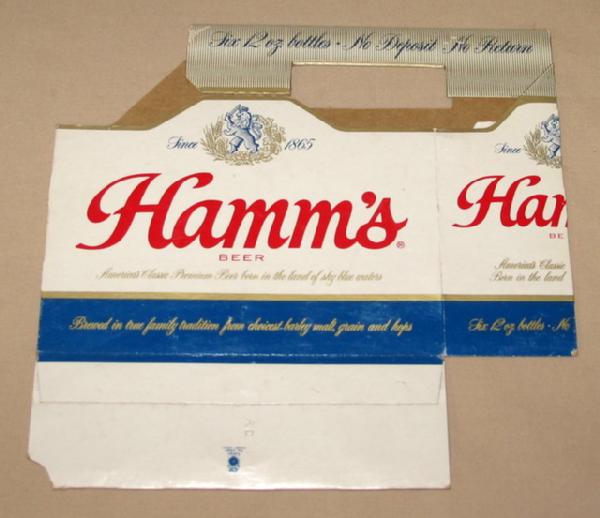 Six 12 oz bottles • No Deposit No Return
Since 1865
Hamm's®
BEER
America's Classic Premium Beer born in the land of sky blue waters
Brewed in true family tradition from choicest barley malt, grain and hops
Since
Ham
BE
America's Classic
Born in the land
Six 12 oz bottles • No